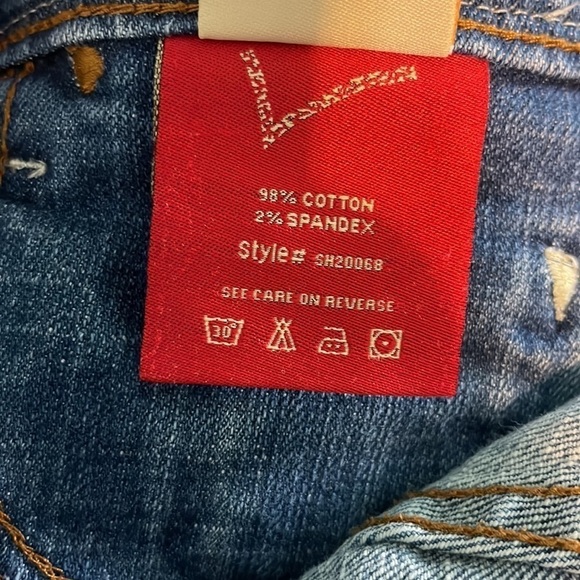 98% COTTON
2% SPANDEX
Style# SH20068
SEE CARE ON REVERSE
30°